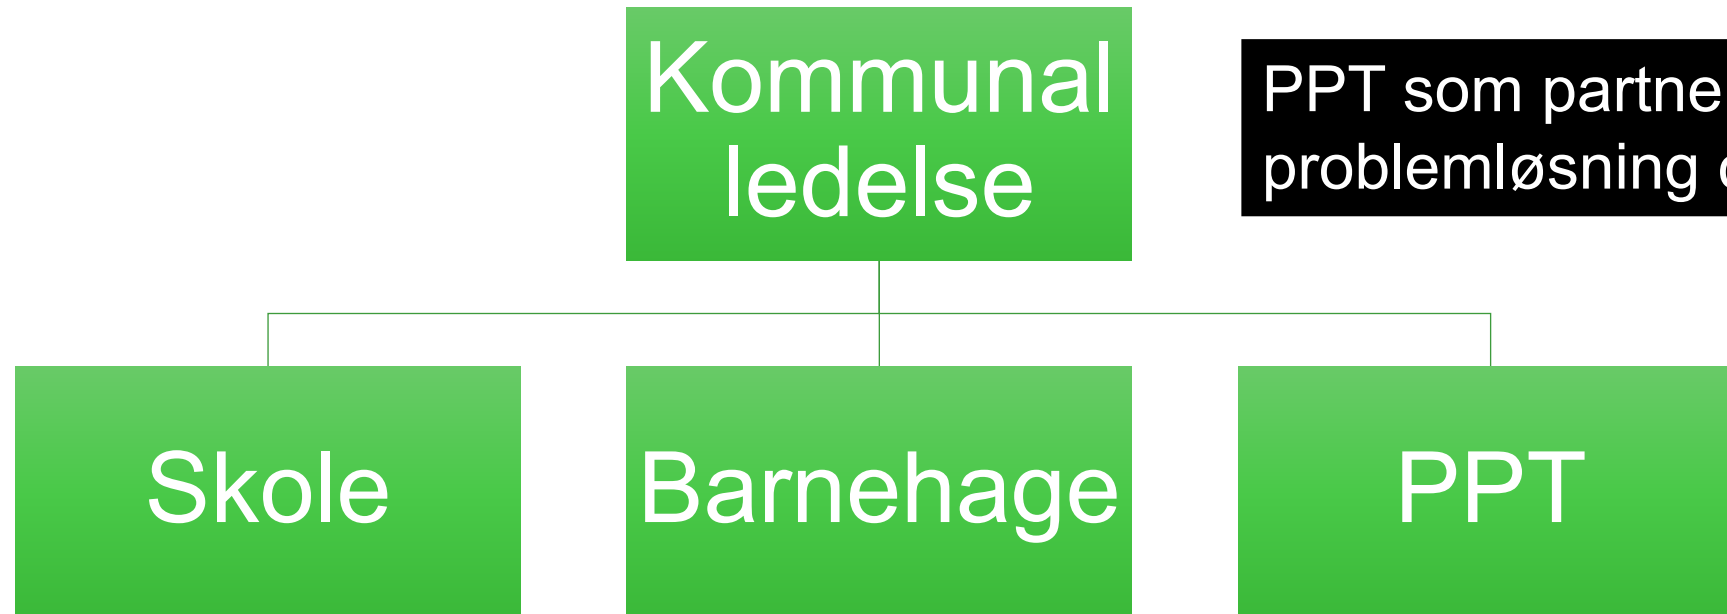 Kommunal
ledelse
PPT som partne
problemløsning
Skole
Barnehage
PPT